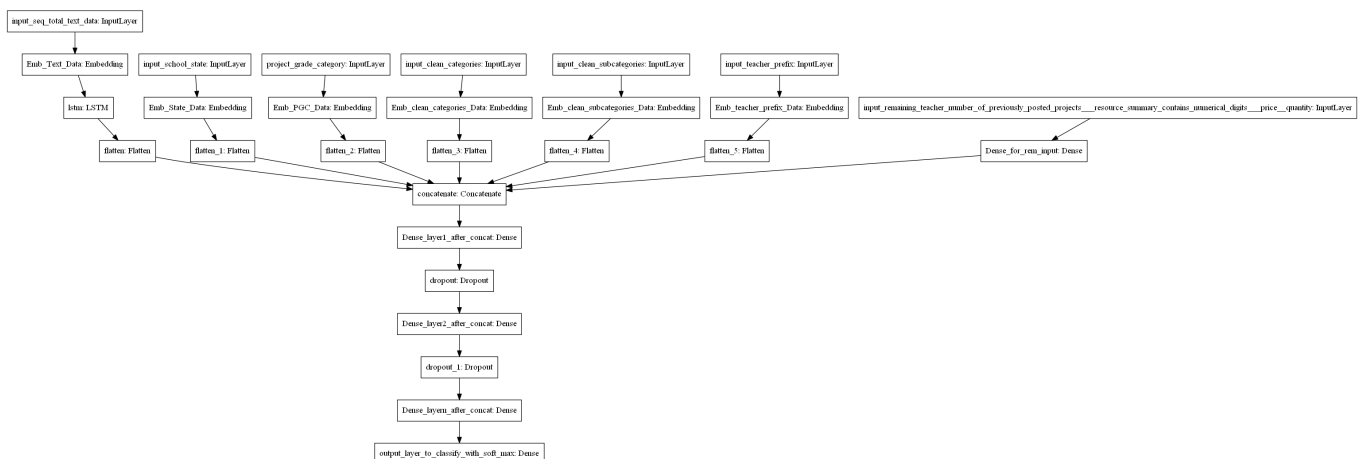 input_seq_total_text_data: InputLayer
Emb_Text_Data: Embedding
input_school_state: InputLayer
project_grade_category: InputLayer
input_clean_categories: InputLayer
input_clean_subcategories: InputLayer
input_teacher_prefix: InputLayer
lstm: LSTM
Emb_State_Data: Embedding
Emb_PGC_Data: Embedding
Emb_clean_categories_Data: Embedding
Emb_clean_subcategories_Data: Embedding
Emb_teacher_prefix_Data: Embedding
input_remaining_teacher_number_of_previously_posted_projects___resource_summary_contains_numerical_digits___price__quantity: InputLayer
flatten: Flatten
flatten_1: Flatten
flatten_2: Flatten
flatten_3: Flatten
flatten_4: Flatten
flatten_5: Flatten
Dense_for_rem_input: Dense
concatenate: Concatenate
Dense_layer1_after_concat: Dense
dropout: Dropout
Dense_layer2_after_concat: Dense
dropout_1: Dropout
Dense_layern_after_concat: Dense
output_layer_to_classify_with_soft_max: Dense